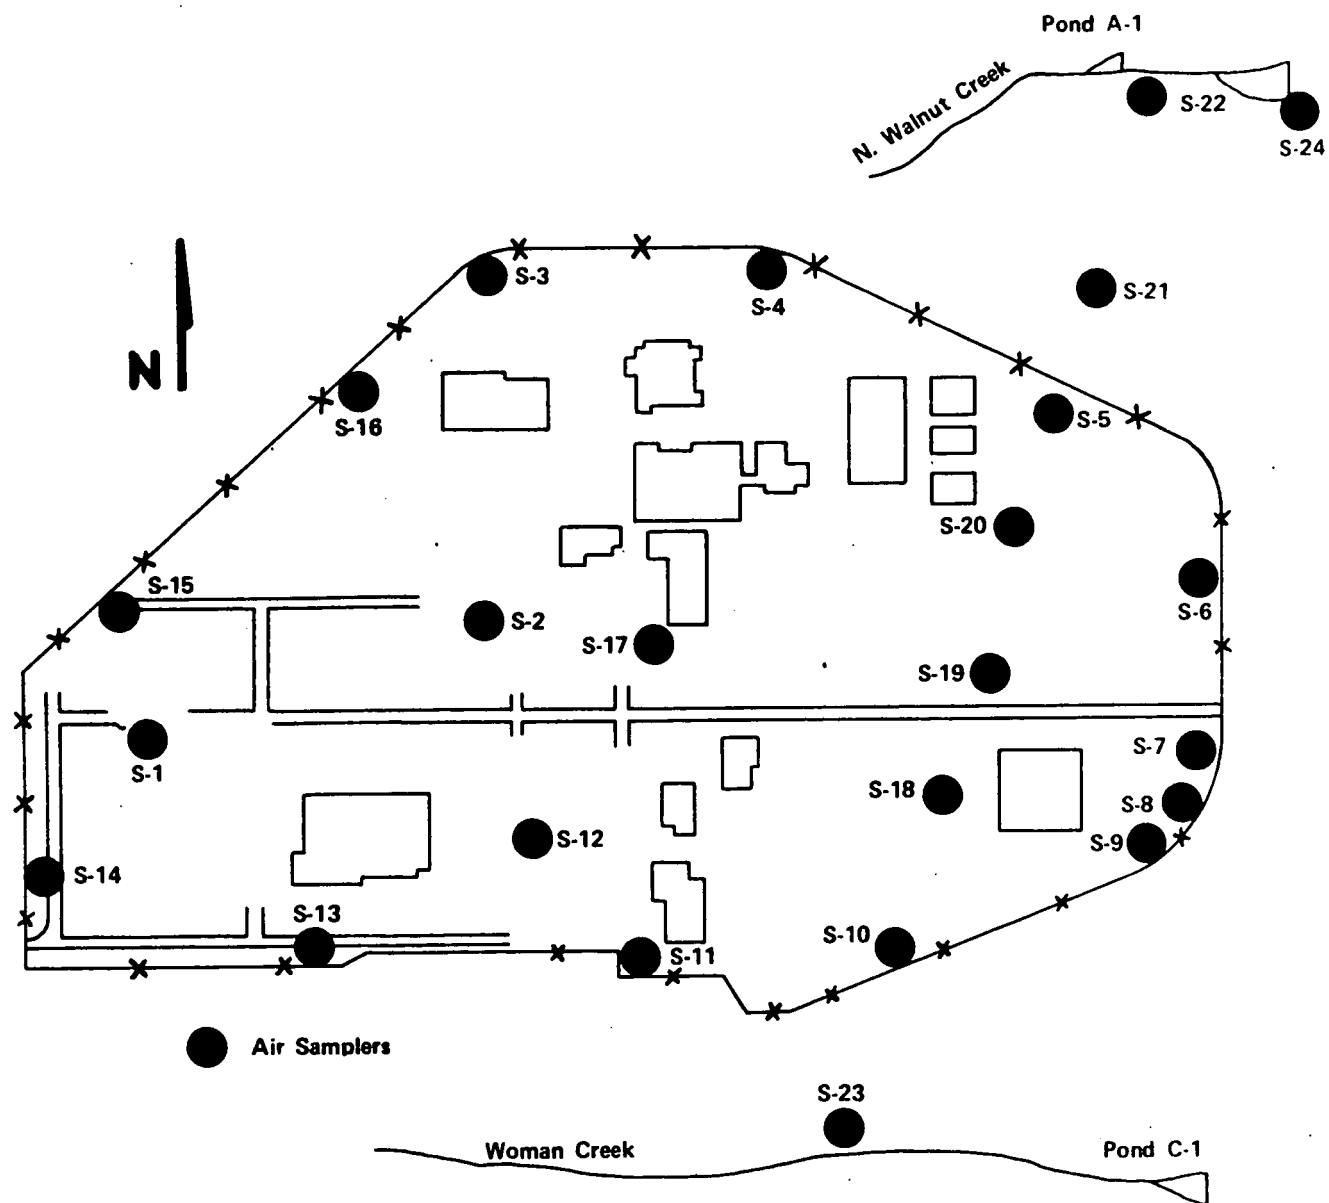 Pond A-1
N. Walnut Creek
S-22
S-24
S-3
S-21
S-4
N
S-16
S-5
S-20
S-15
S-6
S-2
S-17
S-19
S-7
S-1
S-18
S-8
S-12
S-9
S-14
S-13
S-10
S-11
Air Samplers
S-23
Woman Creek
Pond C-1